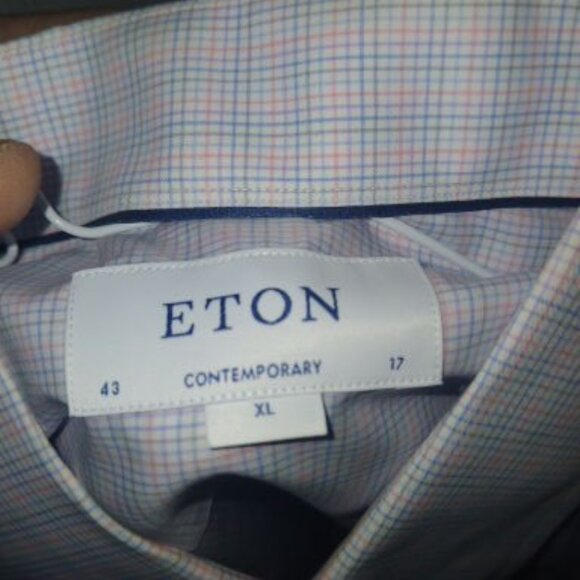 ETON
CONTEMPORARY
43 17
XL